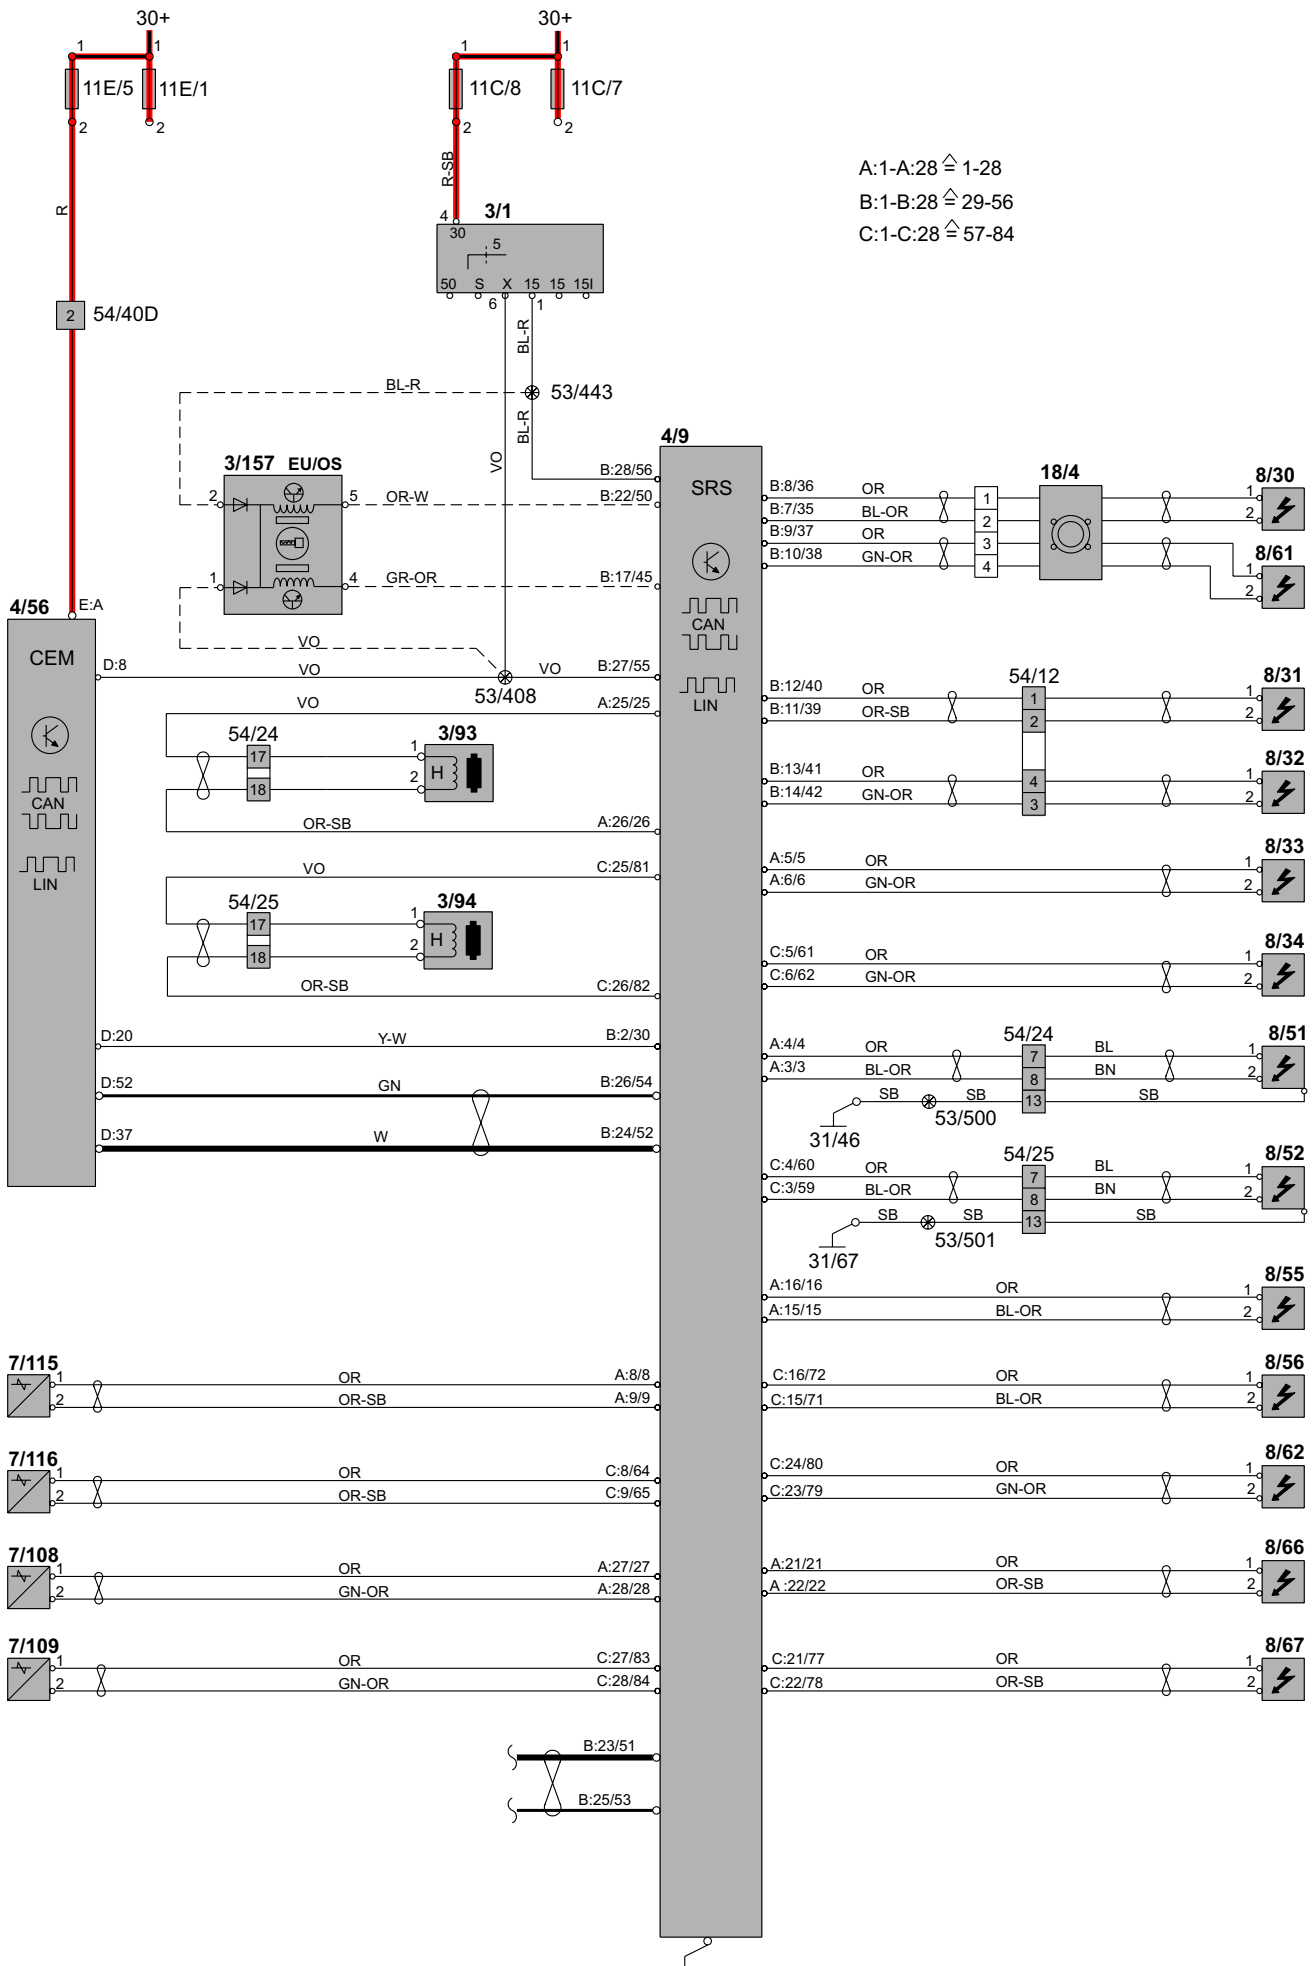 30+
30+
1
1
1
1
11E/5
11E/1
11C/8
11C/7
2
2
2
2
R-SB
A:1-A:28 ≙ 1-28
B:1-B:28 ≙ 29-56
C:1-C:28 ≙ 57-84
R
4
3/1
30
5
50
S
X
15
15
15I
6
1
2
54/40D
BL-R
BL-R
53/443
BL-R
VO
4/9
3/157 EU/OS
B:28/56
SRS
2
5
OR-W
B:22/50
1
4
GR-OR
B:17/45
CAN
LIN
B:8/36
OR
1
18/4
8/30
1
B:7/35
BL-OR
2
2
B:9/37
OR
3
8/61
B:10/38
GN-OR
4
1
2
4/56
E:A
CEM
CAN
LIN
D:8
VO
VO
VO
B:27/55
53/408
VO
A:25/25
54/24
17
18
3/93
1
2
H
OR-SB
A:26/26
VO
C:25/81
54/25
17
18
3/94
1
2
H
OR-SB
C:26/82
D:20
Y-W
B:2/30
D:52
GN
B:26/54
D:37
W
B:24/52
54/12
8/31
B:12/40
OR
1
1
B:11/39
OR-SB
2
2
8/32
B:13/41
OR
4
1
B:14/42
GN-OR
3
2
8/33
A:5/5
OR
1
A:6/6
GN-OR
2
8/34
C:5/61
OR
1
C:6/62
GN-OR
2
54/24
8/51
A:4/4
OR
7
BL
1
A:3/3
BL-OR
8
BN
2
SB
SB
13
SB
31/46
53/500
54/25
8/52
C:4/60
OR
7
BL
1
C:3/59
BL-OR
8
BN
2
SB
SB
13
SB
31/67
53/501
8/55
A:16/16
OR
1
A:15/15
BL-OR
2
7/115
1
OR
A:8/8
2
OR-SB
A:9/9
8/56
C:16/72
OR
1
C:15/71
BL-OR
2
7/116
1
OR
C:8/64
2
OR-SB
C:9/65
8/62
C:24/80
OR
1
C:23/79
GN-OR
2
7/108
1
OR
A:27/27
2
GN-OR
A:28/28
8/66
A:21/21
OR
1
A :22/22
OR-SB
2
7/109
1
OR
C:27/83
2
GN-OR
C:28/84
8/67
C:21/77
OR
1
C:22/78
OR-SB
2
B:23/51
B:25/53